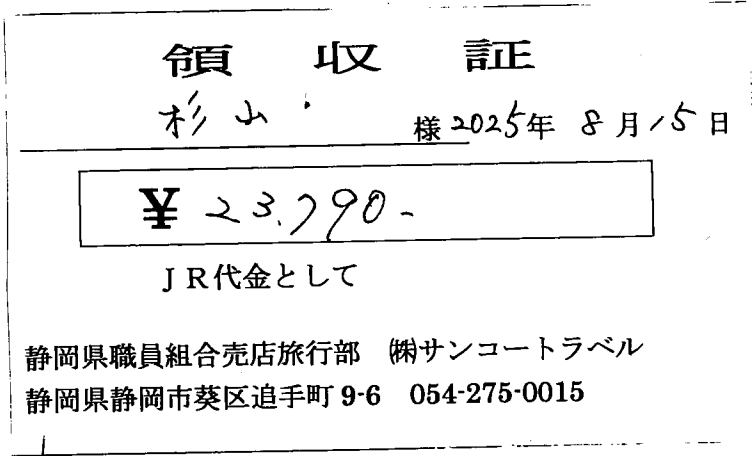 領収証
杉山 様 2025年 8月15日
¥ 23,790-
JR代金として
静岡県職員組合売店旅行部 ㈱サンコートラベル
静岡県静岡市葵区追手町9-6 054-275-0015